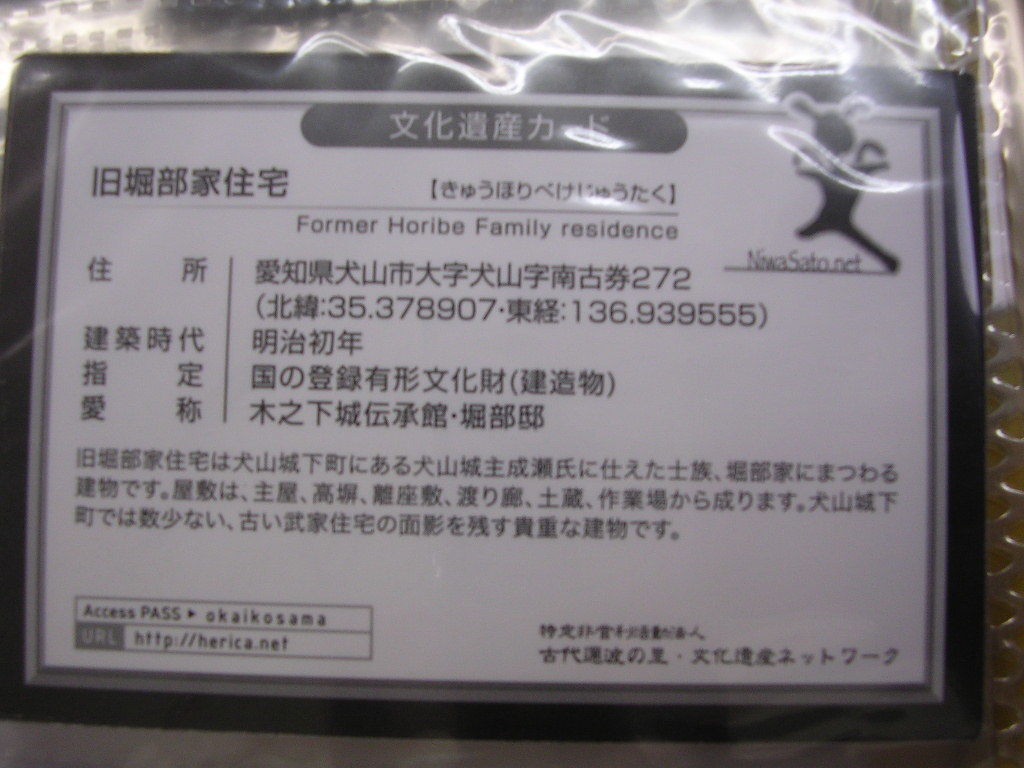 文化遺産カード
旧堀部家住宅 【きゅうほりべけじゅうたく】
Former Horibe Family residence
NiwaSato.net
住所 愛知県犬山市大字犬山字南古券272
(北緯:35.378907・東経:136.939555)
建築時代 明治初年
指定 国の登録有形文化財(建造物)
愛称 木之下城伝承館・堀部邸
旧堀部家住宅は犬山城下町にある犬山城主成瀬氏に仕えた士族、堀部家にまつわる
建物です。屋敷は、主屋、高塀、離座敷、渡り廊、土蔵、作業場から成ります。犬山城下
町では数少ない、古い武家住宅の面影を残す貴重な建物です。
Access PASS ▶ okaikosama
URL http://herica.net
特定非営利活動法人
古代邇波の里・文化遺産ネットワーク